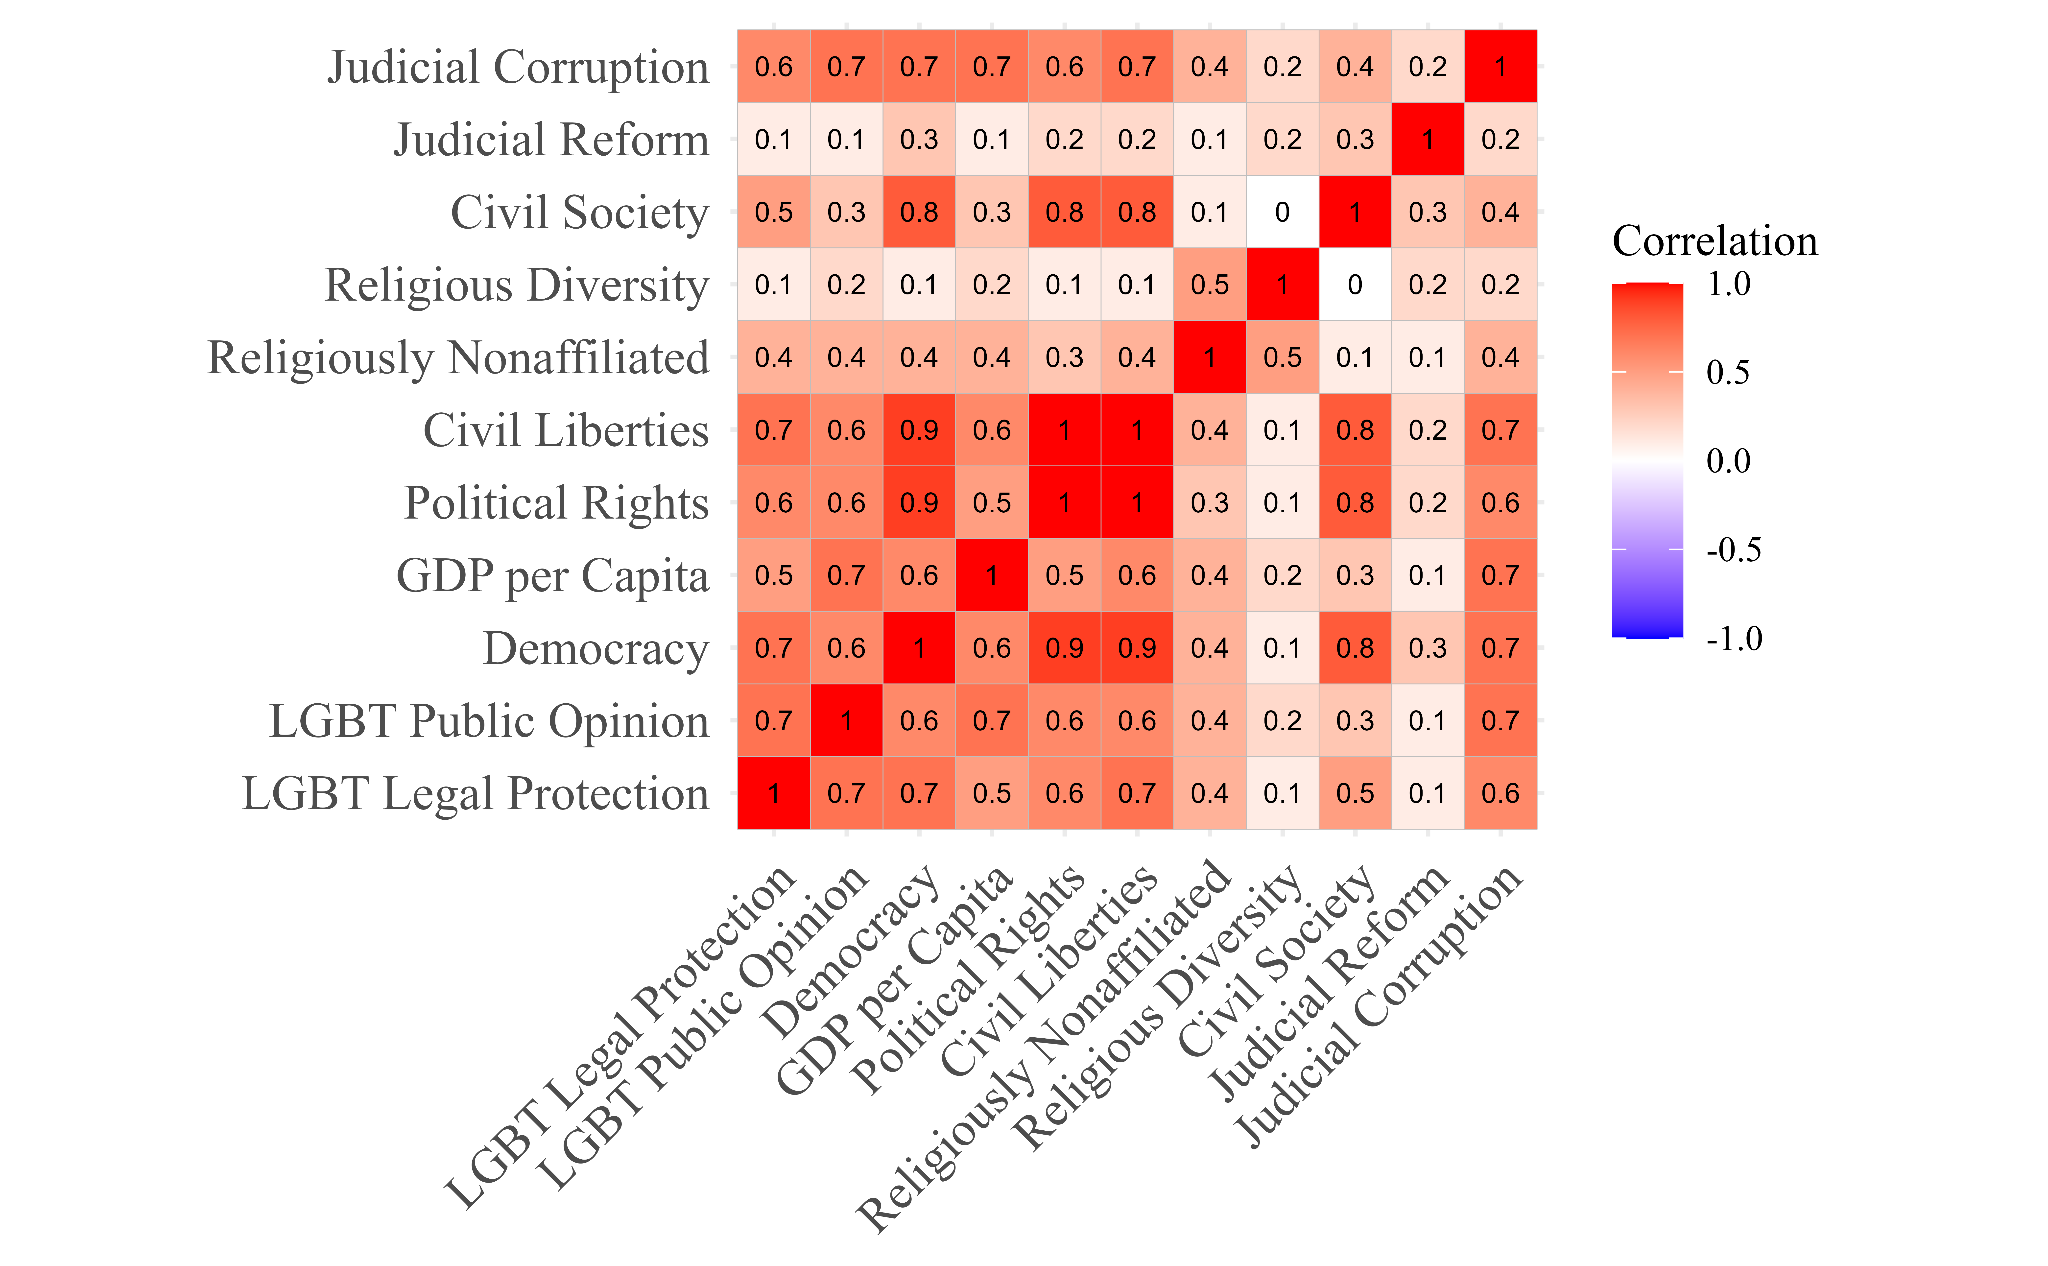 Judicial Corruption 0.6 0.7 0.7 0.7 0.6 0.7 0.4 0.2 0.4 0.2 1
Judicial Reform 0.1 0.1 0.3 0.1 0.2 0.2 0.1 0.2 0.3 1 0.2
Civil Society 0.5 0.3 0.8 0.3 0.8 0.8 0.1 0 1 0.3 0.4
Religious Diversity 0.1 0.2 0.1 0.2 0.1 0.1 0.5 1 0 0.2 0.2
Religiously Nonaffiliated 0.4 0.4 0.4 0.4 0.3 0.4 1 0.5 0.1 0.1 0.4
Civil Liberties 0.7 0.6 0.9 0.6 1 1 0.4 0.1 0.8 0.2 0.7
Political Rights 0.6 0.6 0.9 0.5 1 1 0.3 0.1 0.8 0.2 0.6
GDP per Capita 0.5 0.7 0.6 1 0.5 0.6 0.4 0.2 0.3 0.1 0.7
Democracy 0.7 0.6 1 0.6 0.9 0.9 0.4 0.1 0.8 0.3 0.7
LGBT Public Opinion 0.7 1 0.6 0.7 0.6 0.6 0.4 0.2 0.3 0.1 0.7
LGBT Legal Protection 1 0.7 0.7 0.5 0.6 0.7 0.4 0.1 0.5 0.1 0.6
LGBT Legal Protection
LGBT Public Opinion
Democracy
GDP per Capita
Political Rights
Civil Liberties
Religiously Nonaffiliated
Religious Diversity
Civil Society
Judicial Reform
Judicial Corruption
Correlation
1.0
0.5
0.0
-0.5
-1.0